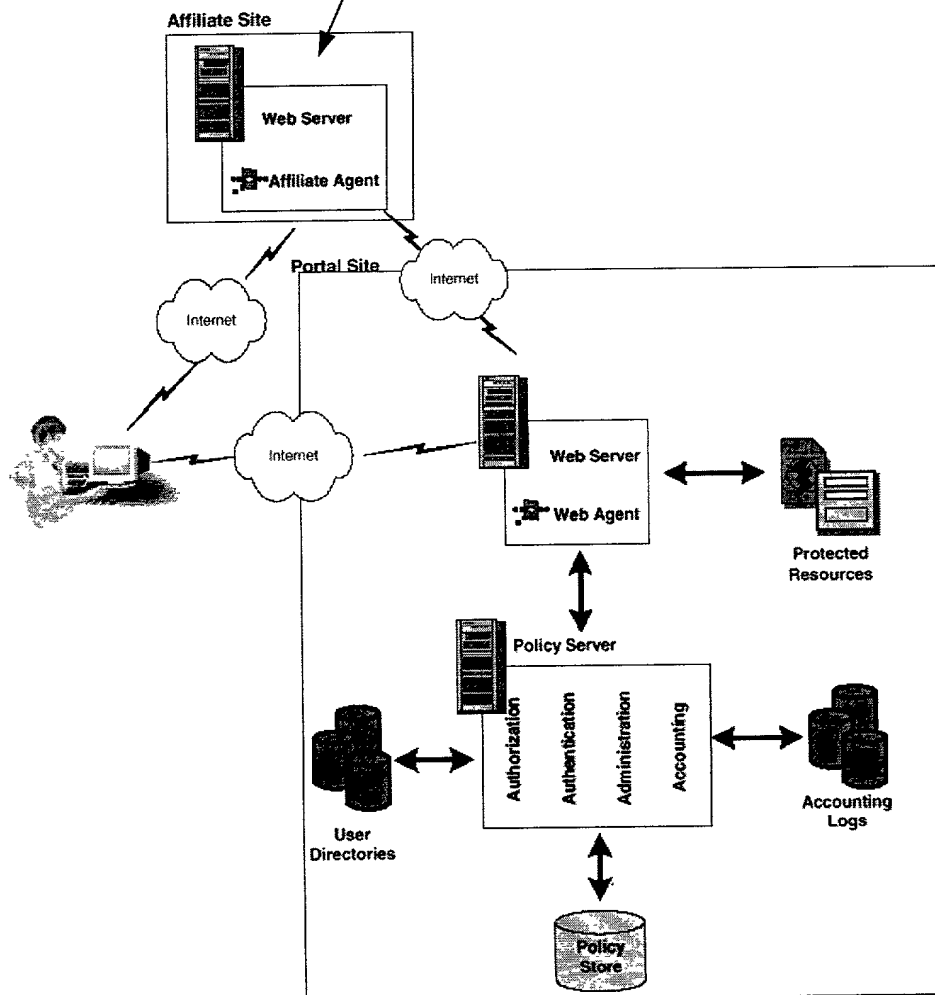 Affiliate Site
Web Server
Affiliate Agent
Portal Site
Internet
Internet
Internet
Web Server
Web Agent
Protected
Resources
Policy Server
Authorization
Authentication
Administration
Accounting
User
Directories
Accounting
Logs
Policy
Store